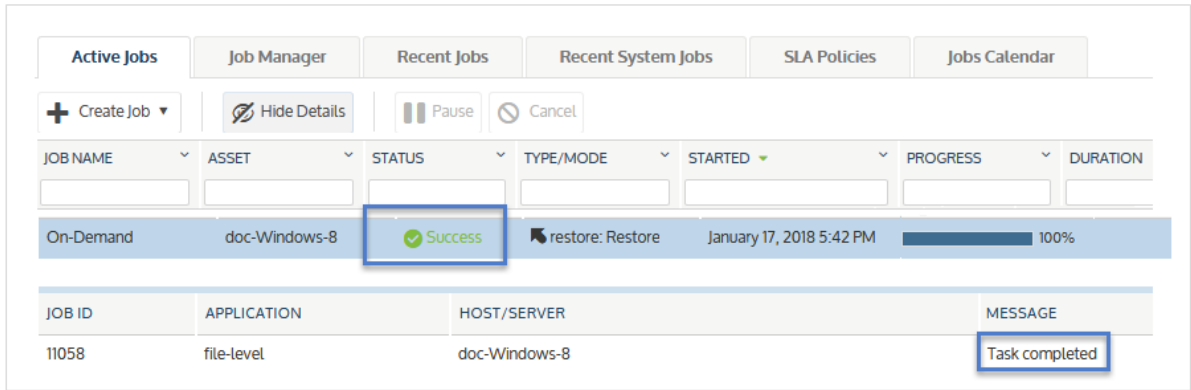 Active Jobs Job Manager Recent Jobs Recent System Jobs SLA Policies Jobs Calendar
Create Job Hide Details Pause Cancel
JOB NAME ASSET STATUS TYPE/MODE STARTED PROGRESS DURATION
On-Demand doc-Windows-8 Success restore: Restore January 17, 2018 5:42 PM 100%
JOB ID APPLICATION HOST/SERVER MESSAGE
11058 file-level doc-Windows-8 Task completed